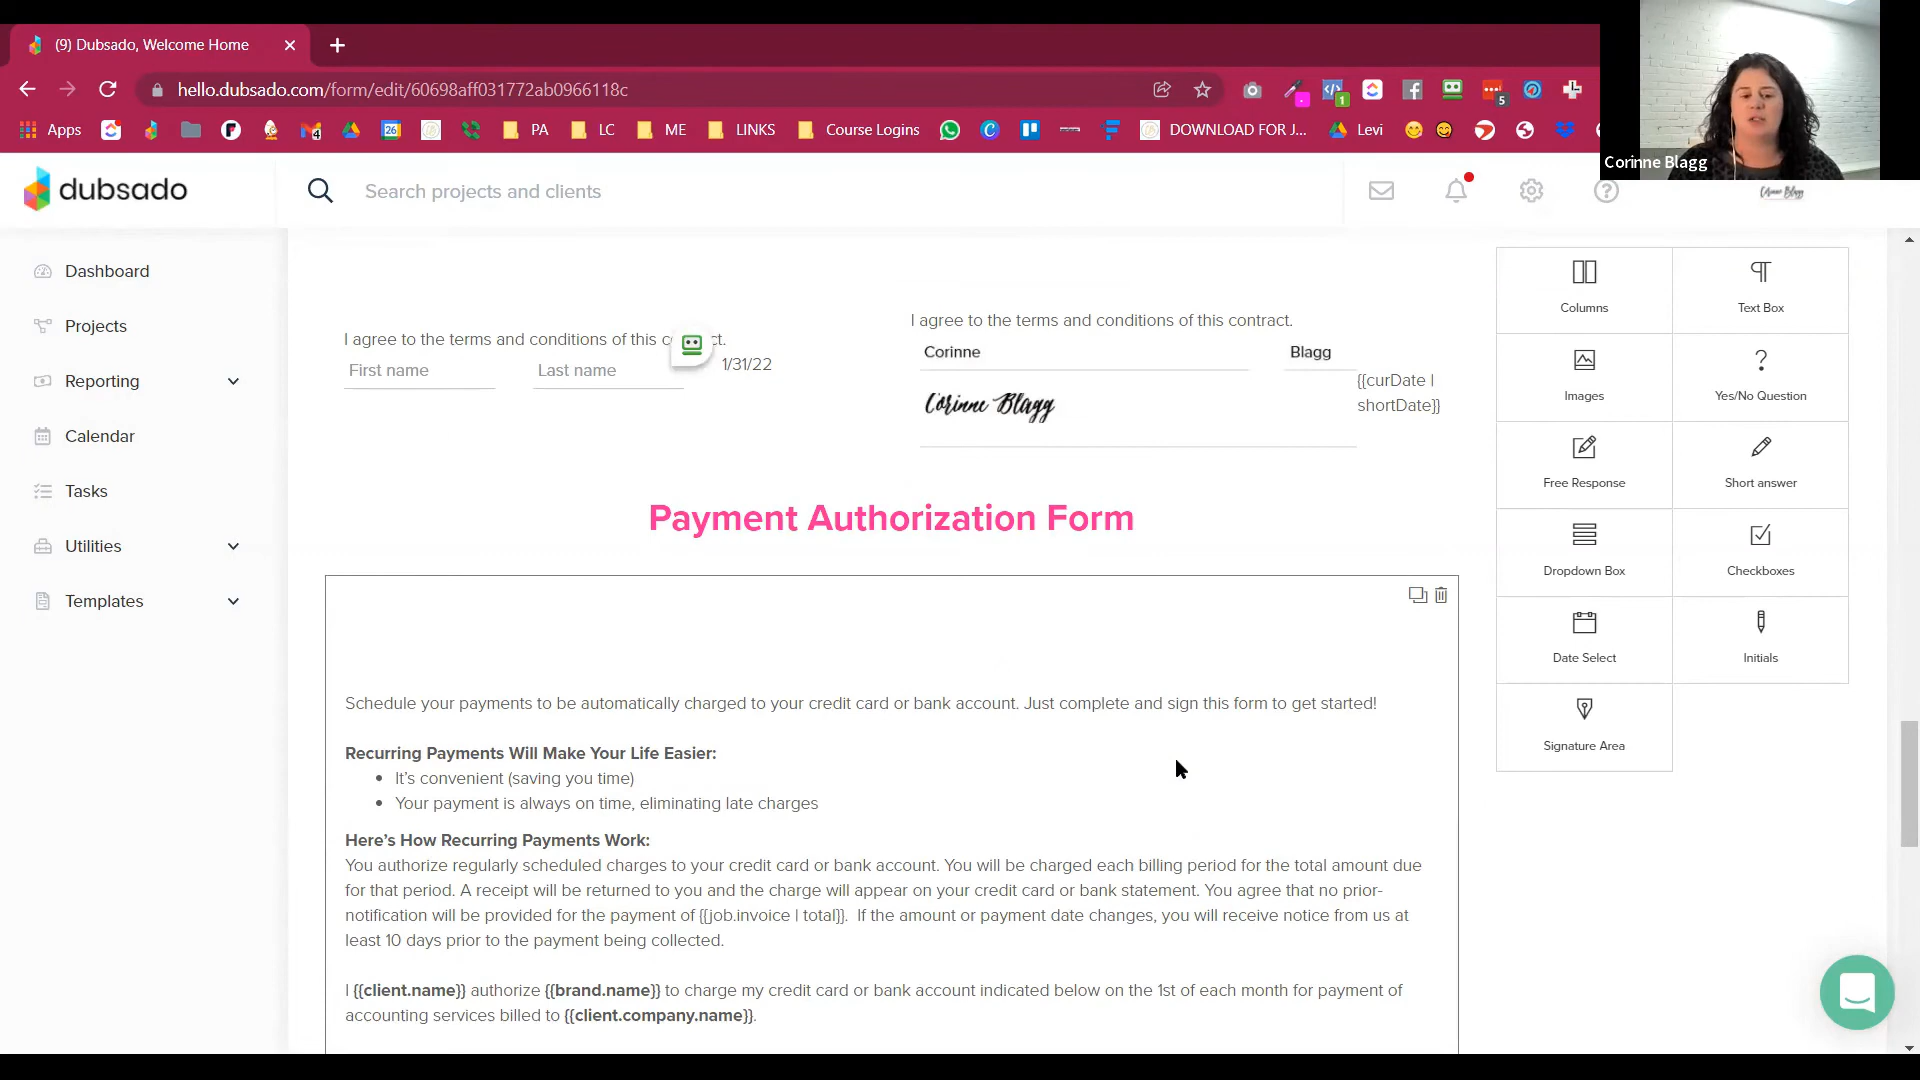 (9) Dubsado, Welcome Home
hello.dubsado.com/form/edit/60698aff031772ab0966118c
1
5
Apps
4
26
PA
LC
ME
LINKS
Course Logins
DOWNLOAD FOR J...
Levi
Corinne Blagg
dubsado
Search projects and clients
Corinne Blagg
Dashboard
Projects
Reporting
Calendar
Tasks
Utilities
Templates
I agree to the terms and conditions of this c ct.
First name
Last name
1/31/22
I agree to the terms and conditions of this contract.
Corinne
Blagg
{{curDate |
shortDate}}
Corinne Blagg
Payment Authorization Form
Schedule your payments to be automatically charged to your credit card or bank account. Just complete and sign this form to get started!
Recurring Payments Will Make Your Life Easier:
• It's convenient (saving you time)
• Your payment is always on time, eliminating late charges
Here's How Recurring Payments Work:
You authorize regularly scheduled charges to your credit card or bank account. You will be charged each billing period for the total amount due
for that period. A receipt will be returned to you and the charge will appear on your credit card or bank statement. You agree that no prior-
notification will be provided for the payment of {{job.invoice | total}}. If the amount or payment date changes, you will receive notice from us at
least 10 days prior to the payment being collected.
I {{client.name}} authorize {{brand.name}} to charge my credit card or bank account indicated below on the 1st of each month for payment of
accounting services billed to {{client.company.name}}.
Columns
Text Box
Images
Yes/No Question
Free Response
Short answer
Dropdown Box
Checkboxes
Date Select
Initials
Signature Area